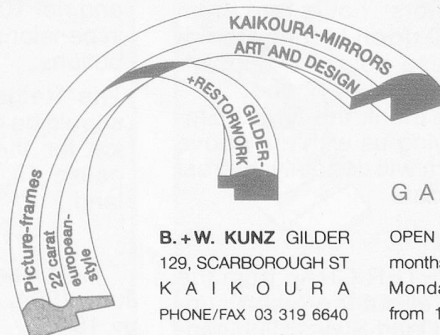 KAIKOURA-MIRRORS
ART AND DESIGN
GILDER-
+RESTORWORK
Picture-frames
22 carat
european-
style
G A
B.+W. KUNZ GILDER
129, SCARBOROUGH ST
K A I K O U R A
PHONE/FAX 03 319 6640
OPEN
months
Monda
from 1